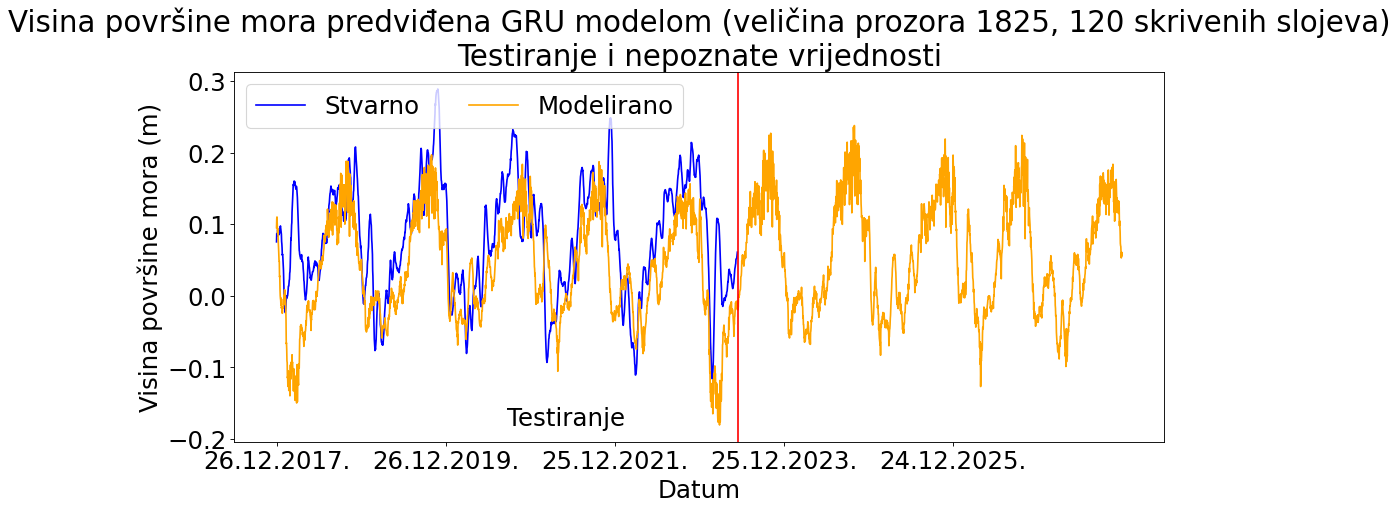 Visina površine mora predviđena GRU modelom (veličina prozora 1825, 120 skrivenih slojeva)
Testiranje i nepoznate vrijednosti
Visina površine mora (m)
0.3
0.2
0.1
0.0
−0.1
−0.2
Stvarno
Modelirano
Testiranje
26.12.2017.
26.12.2019.
25.12.2021.
25.12.2023.
24.12.2025.
Datum